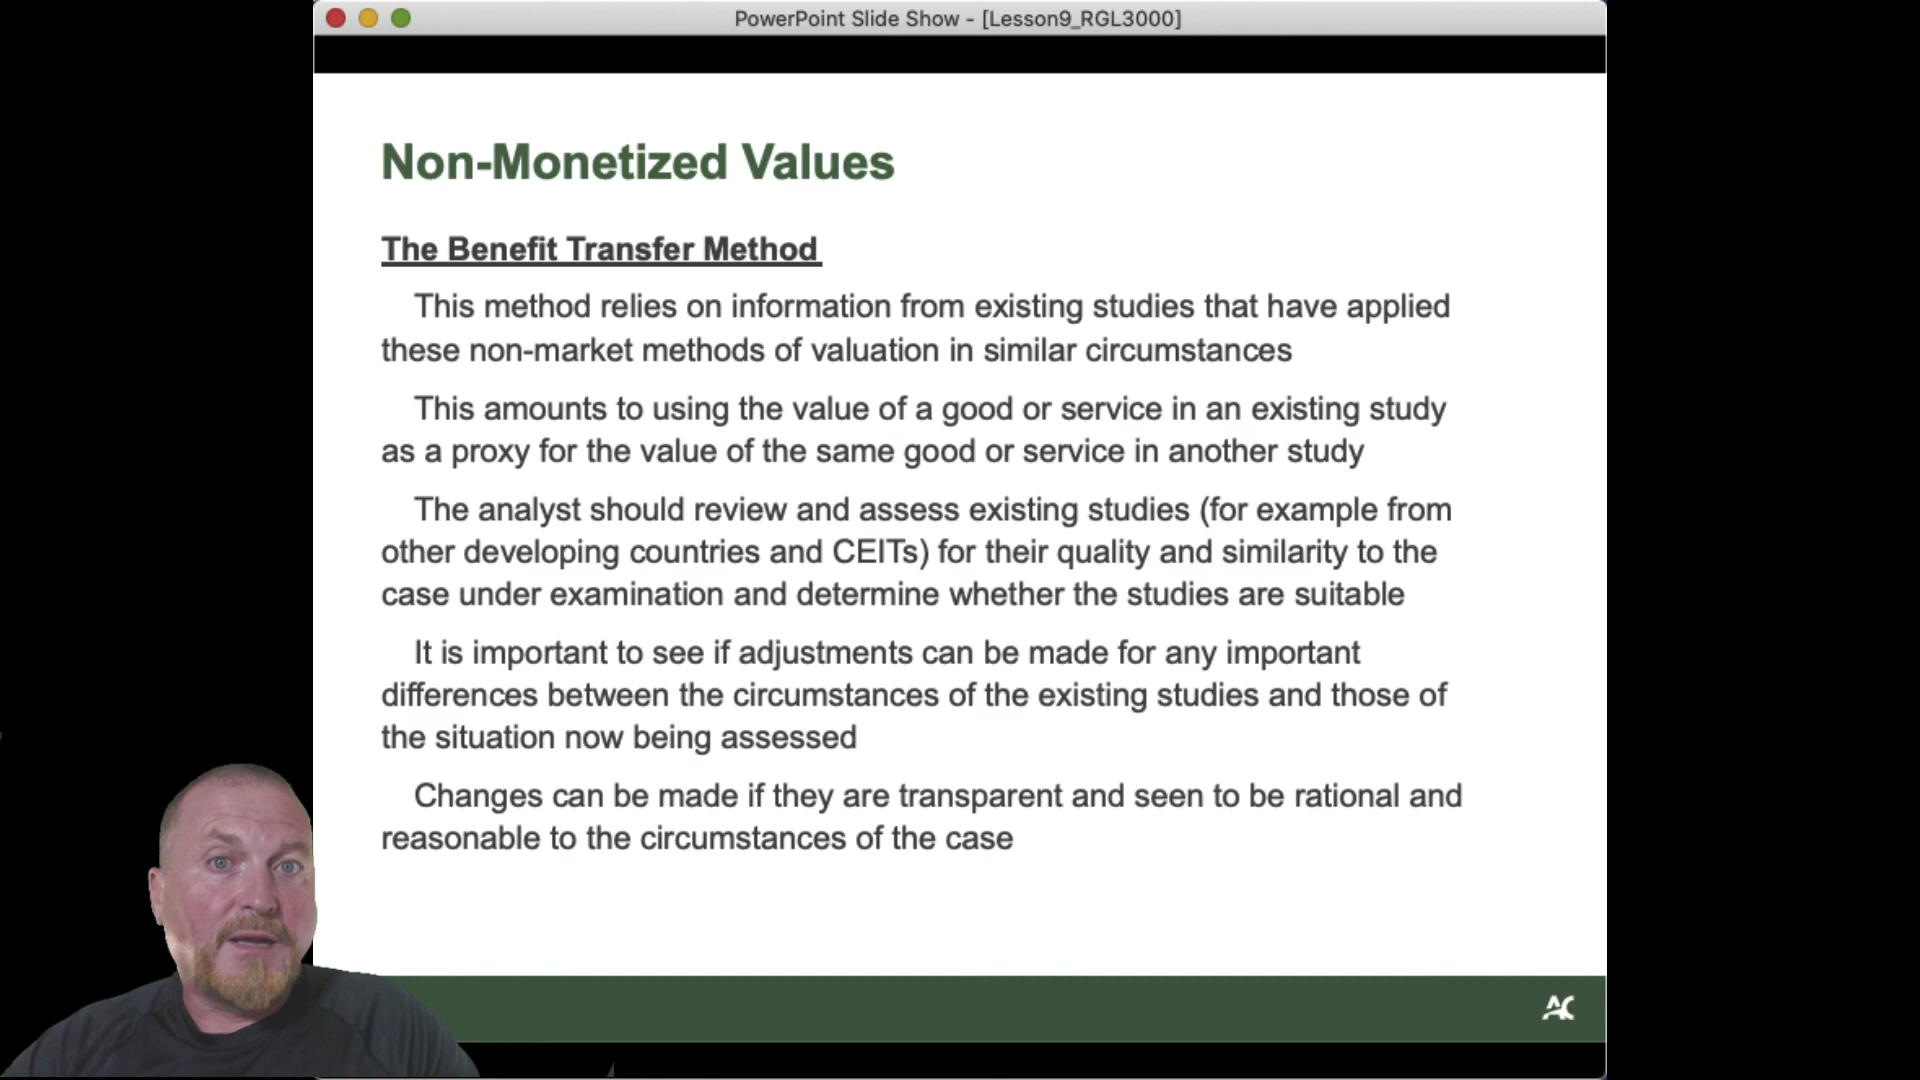 PowerPoint Slide Show - [Lesson9_RGL3000]
Non-Monetized Values
The Benefit Transfer Method
This method relies on information from existing studies that have applied
these non-market methods of valuation in similar circumstances
This amounts to using the value of a good or service in an existing study
as a proxy for the value of the same good or service in another study
The analyst should review and assess existing studies (for example from
other developing countries and CEITs) for their quality and similarity to the
case under examination and determine whether the studies are suitable
It is important to see if adjustments can be made for any important
differences between the circumstances of the existing studies and those of
the situation now being assessed
Changes can be made if they are transparent and seen to be rational and
reasonable to the circumstances of the case
AC